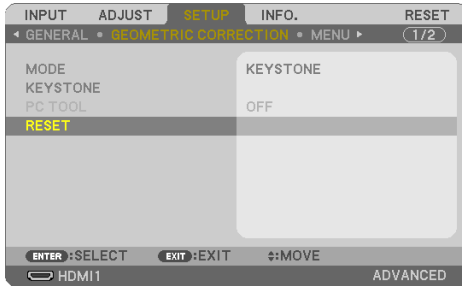 INPUT ADJUST SETUP INFO. RESET
◂ GENERAL • GEOMETRIC CORRECTION • MENU ▸ (1/2)
MODE KEYSTONE
KEYSTONE
PC TOOL OFF
RESET
ENTER :SELECT EXIT :EXIT ♦:MOVE
HDMI1 ADVANCED